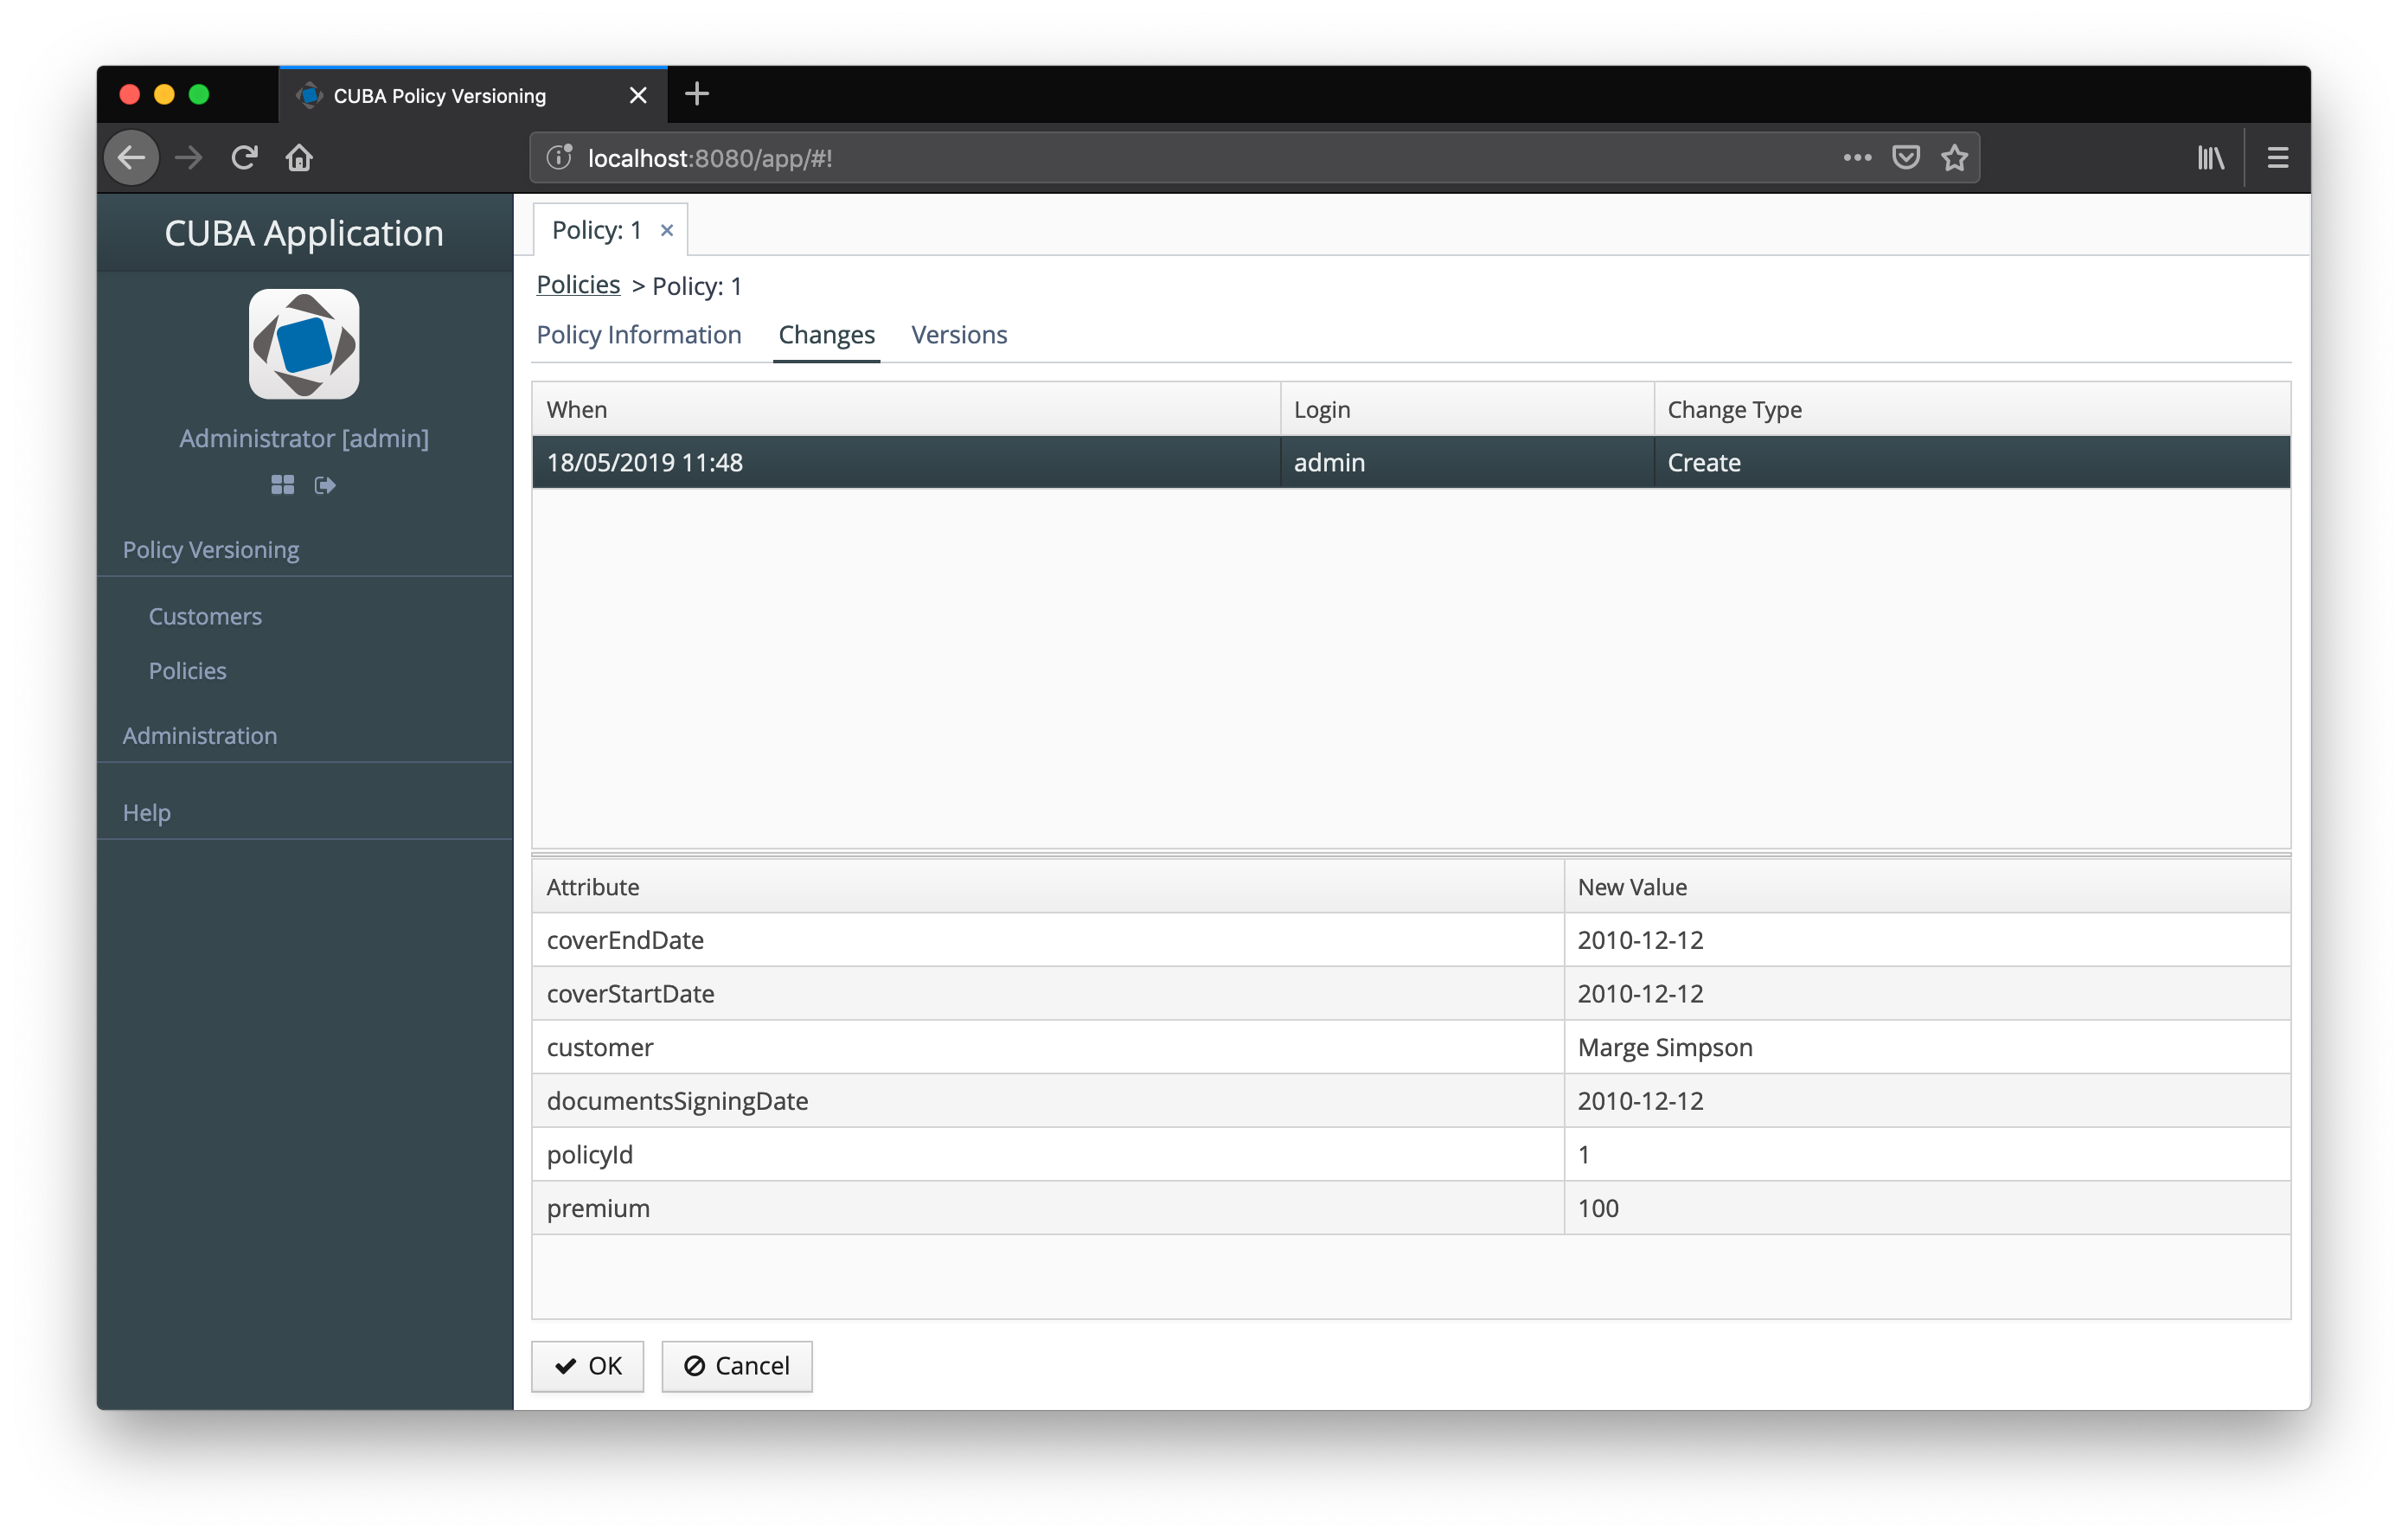 CUBA Policy Versioning
localhost:8080/app/#!
CUBA Application
Administrator [admin]
Policy Versioning
Customers
Policies
Administration
Help
Policy: 1
Policies > Policy: 1
Policy Information Changes Versions
When Login Change Type
18/05/2019 11:48 admin Create
Attribute New Value
coverEndDate 2010-12-12
coverStartDate 2010-12-12
customer Marge Simpson
documentsSigningDate 2010-12-12
policyId 1
premium 100
OK Cancel